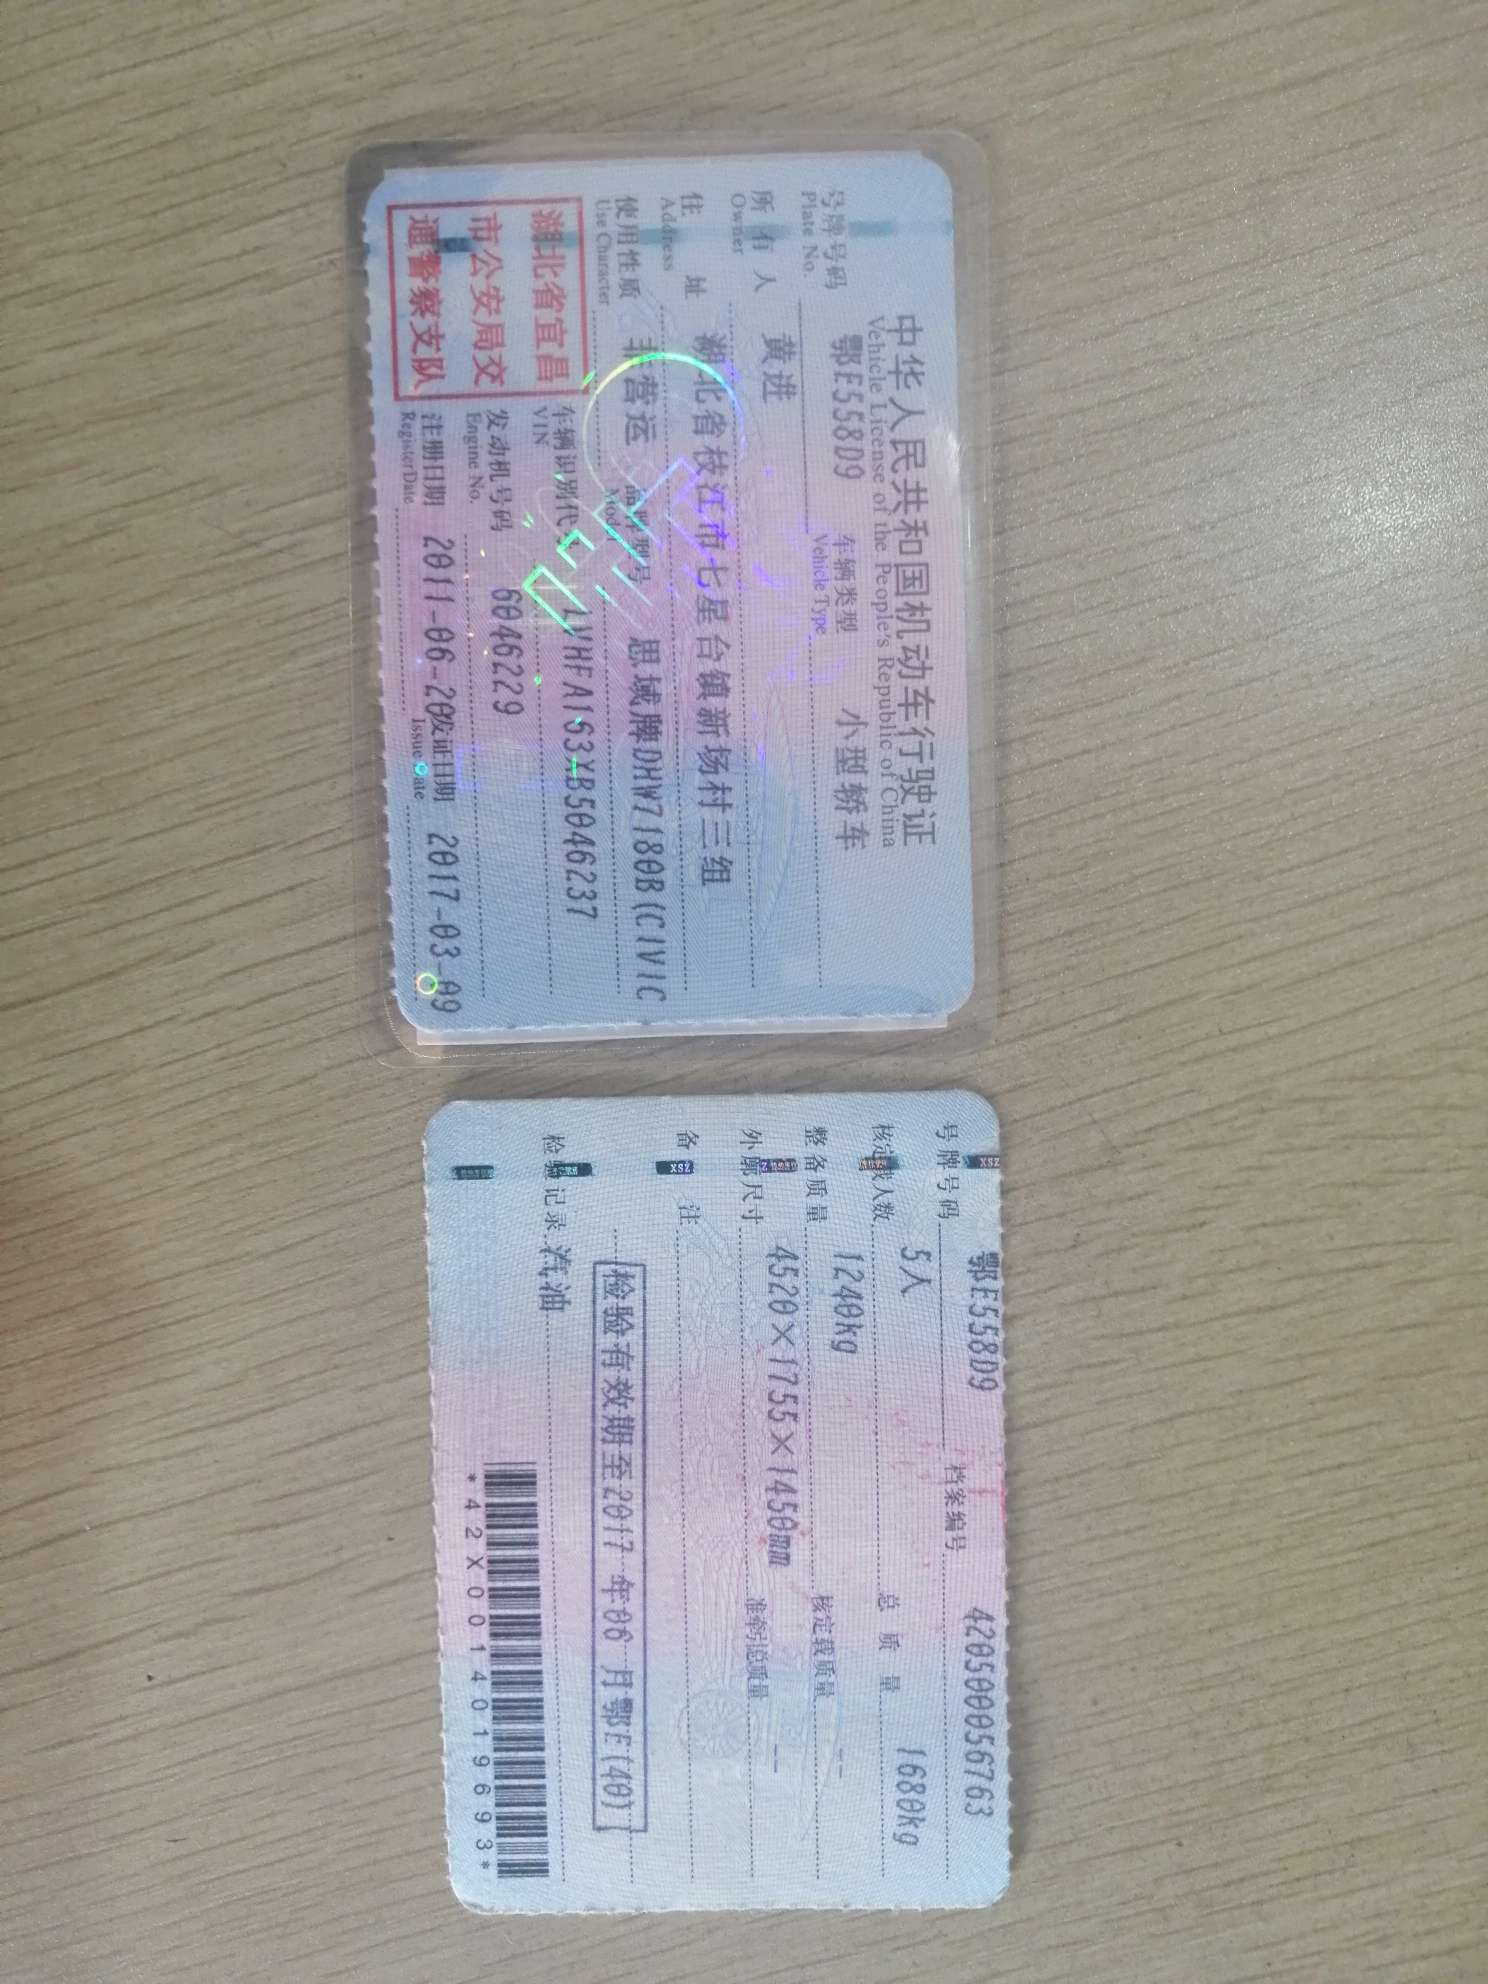 中华人民共和国机动车行驶证
Vehicle License of the People's Republic of China
号牌号码 鄂E558D9 车辆类型 小型轿车
Plate No. Vehicle Type
所有人 黄进
Owner
住址 湖北省枝江市七星台镇新场村三组
Address
使用性质 非营运 品牌型号 思域牌DHW7180B(CIVIC
Use Character Model
湖北省宜昌
市公安局交
通警察支队
车辆识别代号 LVHFA163XB5046237
VIN
发动机号码 6046229
Engine No.
注册日期 2011-06-20 发证日期 2017-03-09
Register Date Issue Date
号牌号码 鄂E558D9 档案编号 420500056763
核定载人数 5人 总质量 1680kg
整备质量 1240kg 核定载质量 --
外廓尺寸 4520×1755×1450mm 准牵引总质量 --
备注
检验有效期至2017年06月鄂E(40)
检验记录 汽油
*42X0014019693*